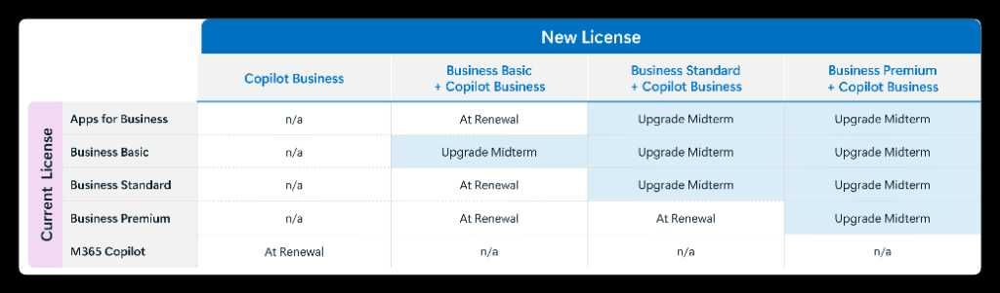 New License
Copilot Business
Business Basic
+ Copilot Business
Business Standard
+ Copilot Business
Business Premium
+ Copilot Business
Current License
Apps for Business n/a At Renewal Upgrade Midterm Upgrade Midterm
Business Basic n/a Upgrade Midterm Upgrade Midterm Upgrade Midterm
Business Standard n/a At Renewal Upgrade Midterm Upgrade Midterm
Business Premium n/a At Renewal At Renewal Upgrade Midterm
M365 Copilot At Renewal n/a n/a n/a